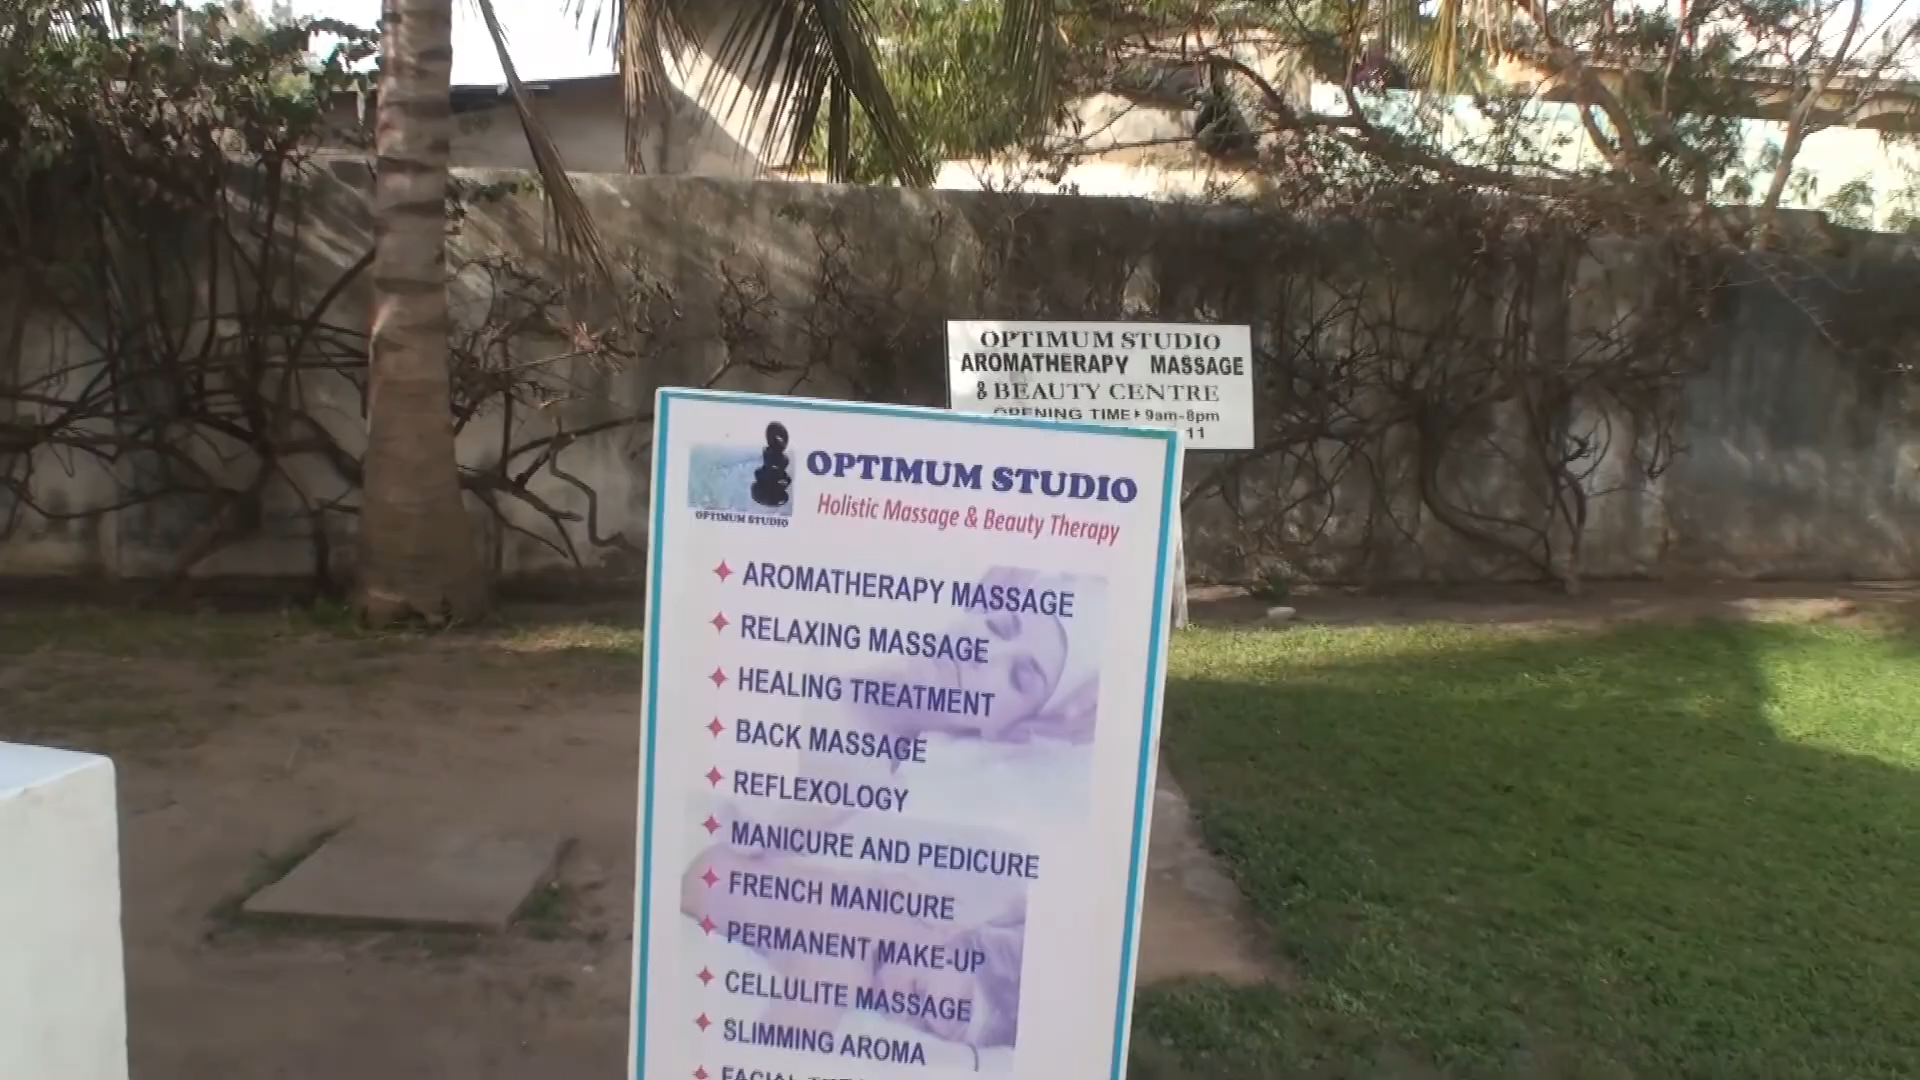 OPTIMUM STUDIO
AROMATHERAPY MASSAGE
& BEAUTY CENTRE
OPENING TIME 9am-8pm
11
OPTIMUM STUDIO
Holistic Massage & Beauty Therapy
OPTIMUM STUDIO
AROMATHERAPY MASSAGE
RELAXING MASSAGE
HEALING TREATMENT
BACK MASSAGE
REFLEXOLOGY
MANICURE AND PEDICURE
FRENCH MANICURE
PERMANENT MAKE-UP
CELLULITE MASSAGE
SLIMMING AROMA
FACIAL